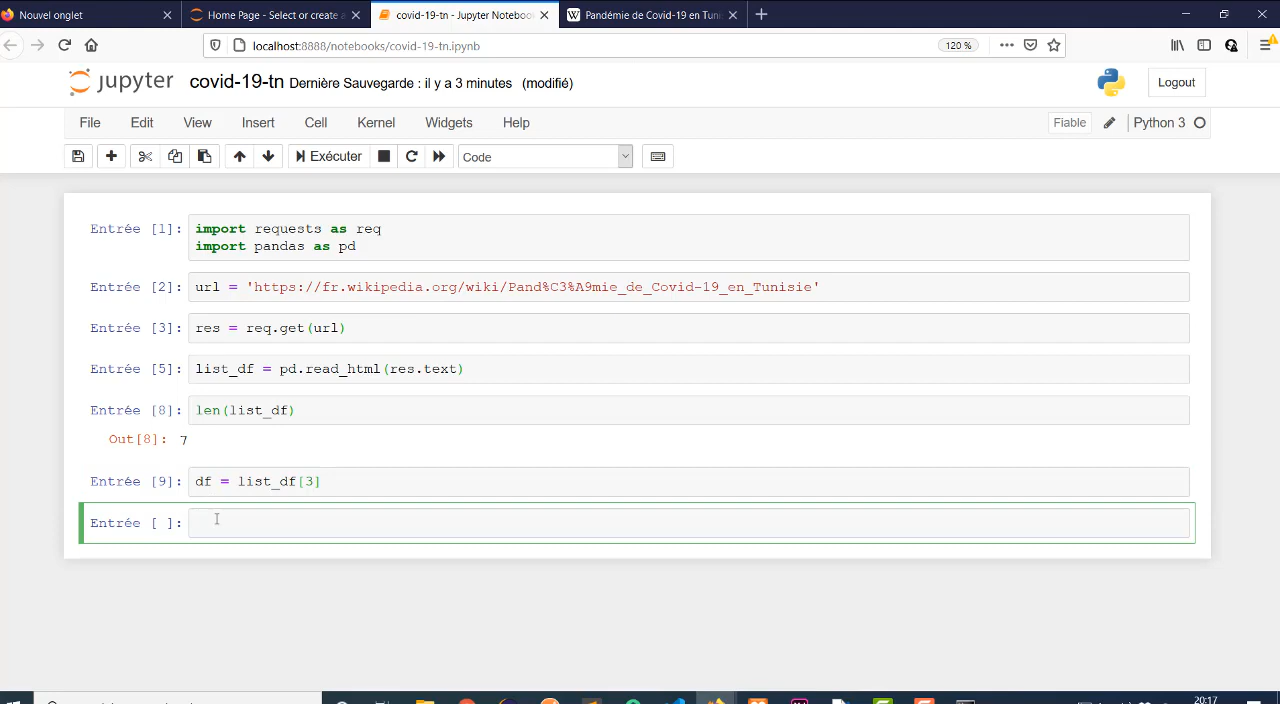 Nouvel onglet
Home Page - Select or create a
covid-19-tn - Jupyter Notebook
Pandémie de Covid-19 en Tunis
localhost:8888/notebooks/covid-19-tn.ipynb
120 %
jupyter covid-19-tn Dernière Sauvegarde : il y a 3 minutes (modifié)
Logout
File Edit View Insert Cell Kernel Widgets Help
Fiable
Python 3
Exécuter
Code
Entrée [1]: import requests as req
import pandas as pd
Entrée [2]: url = 'https://fr.wikipedia.org/wiki/Pand%C3%A9mie_de_Covid-19_en_Tunisie'
Entrée [3]: res = req.get(url)
Entrée [5]: list_df = pd.read_html(res.text)
Entrée [8]: len(list_df)
Out[8]: 7
Entrée [9]: df = list_df[3]
Entrée [ ]:
20:17